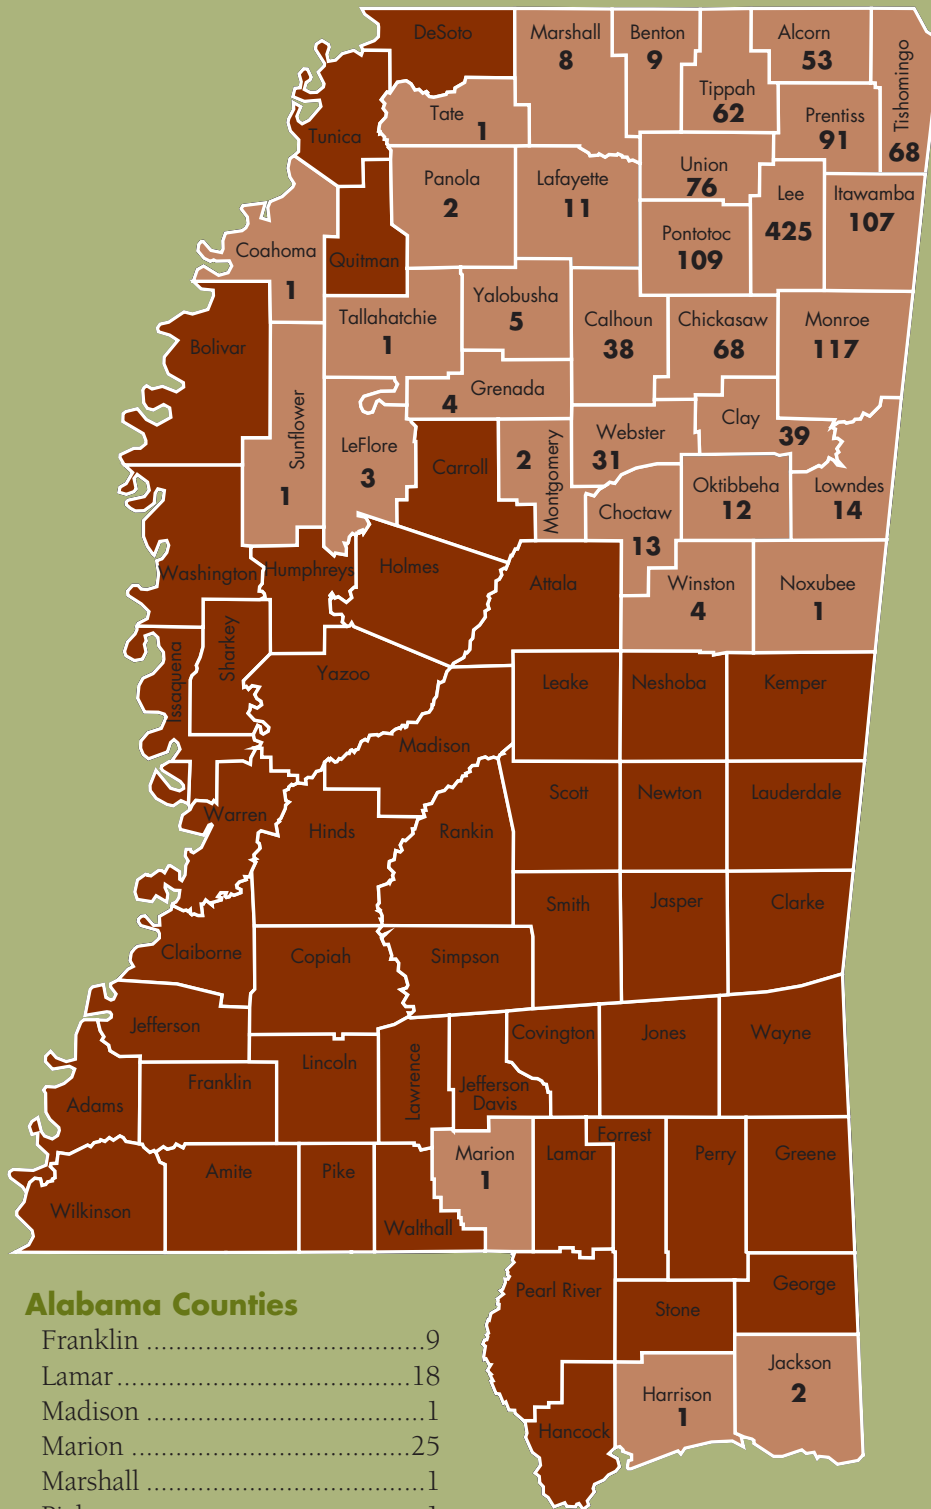 DeSoto
Marshall
8
Benton
9
Tippah
62
Alcorn
53
Tishomingo
68
Tunica
Tate
1
Prentiss
91
Panola
2
Lafayette
11
Union
76
Lee
425
Itawamba
107
Coahoma
1
Quitman
Pontotoc
109
Bolivar
Tallahatchie
1
Yalobusha
5
Calhoun
38
Chickasaw
68
Monroe
117
Sunflower
1
LeFlore
3
Grenada
4
Carroll
Montgomery
2
Webster
31
Clay
39
Choctaw
13
Oktibbeha
12
Lowndes
14
Washington
Humphreys
Holmes
Attala
Winston
4
Noxubee
1
Issaquena
Sharkey
Yazoo
Madison
Leake
Neshoba
Kemper
Warren
Hinds
Rankin
Scott
Newton
Lauderdale
Claiborne
Copiah
Simpson
Smith
Jasper
Clarke
Jefferson
Adams
Franklin
Lincoln
Lawrence
Jefferson
Davis
Covington
Jones
Wayne
Wilkinson
Amite
Pike
Walthall
Marion
1
Lamar
Forrest
Perry
Greene
Pearl River
Stone
George
Hancock
Harrison
1
Jackson
2
Alabama Counties
Franklin ..................................9
Lamar.....................................18
Madison ..................................1
Marion ..................................25
Marshall ..................................1